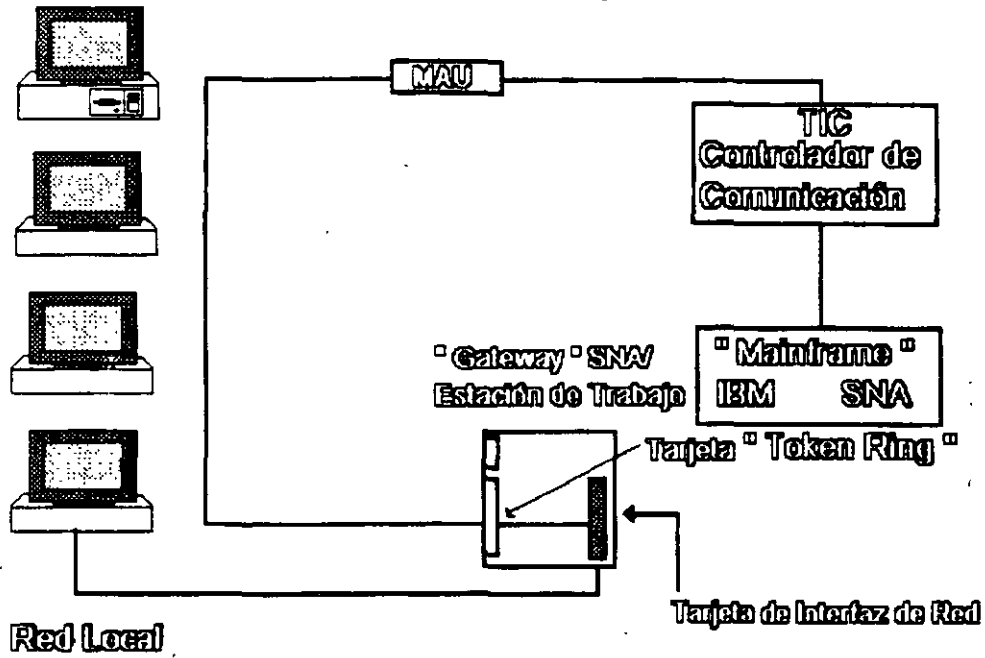 MAU
TIC
Controlador de
Comunicación
" Gateway " SNA/
Estación de Trabajo
" Mainframe "
IBM SNA
Tarjeta " Token Ring "
Tarjeta de Interfaz de Red
Red Local